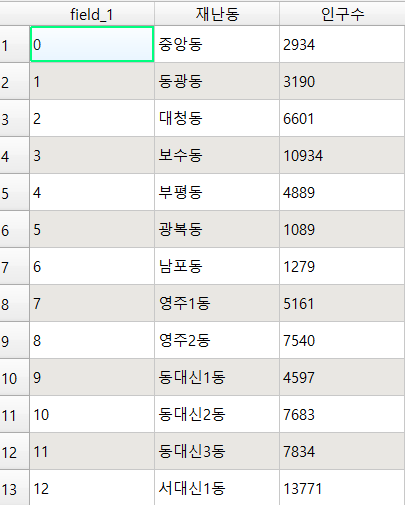 field_1 재난동 인구수
1 0 중앙동 2934
2 1 동광동 3190
3 2 대청동 6601
4 3 보수동 10934
5 4 부평동 4889
6 5 광복동 1089
7 6 남포동 1279
8 7 영주1동 5161
9 8 영주2동 7540
10 9 동대신1동 4597
11 10 동대신2동 7683
12 11 동대신3동 7834
13 12 서대신1동 13771